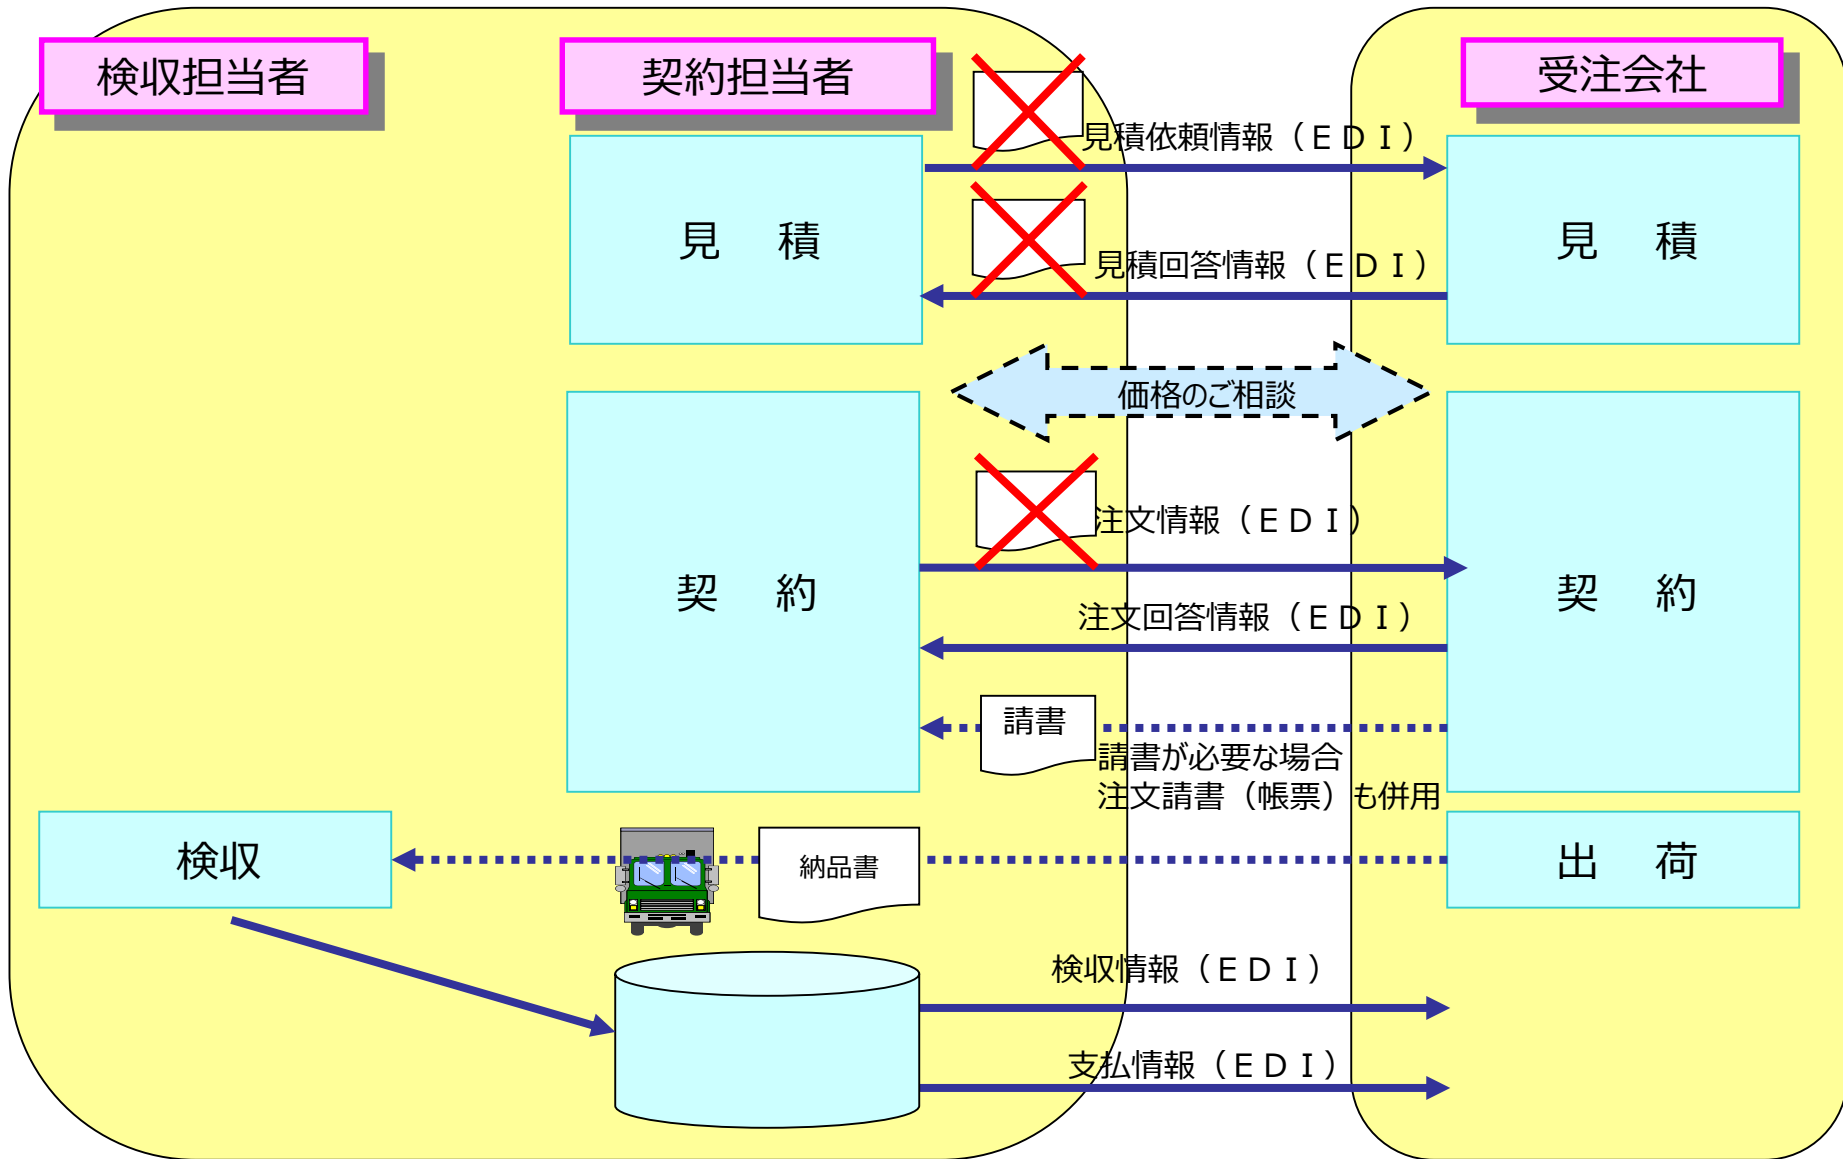 検収担当者
契約担当者
受注会社
見積依頼情報（ＥＤＩ）
見　積
見　積
見積回答情報（ＥＤＩ）
価格のご相談
注文情報（ＥＤＩ）
契　約
契　約
注文回答情報（ＥＤＩ）
請書
請書が必要な場合
注文請書（帳票）も併用
検収
納品書
出　荷
検収情報（ＥＤＩ）
支払情報（ＥＤＩ）